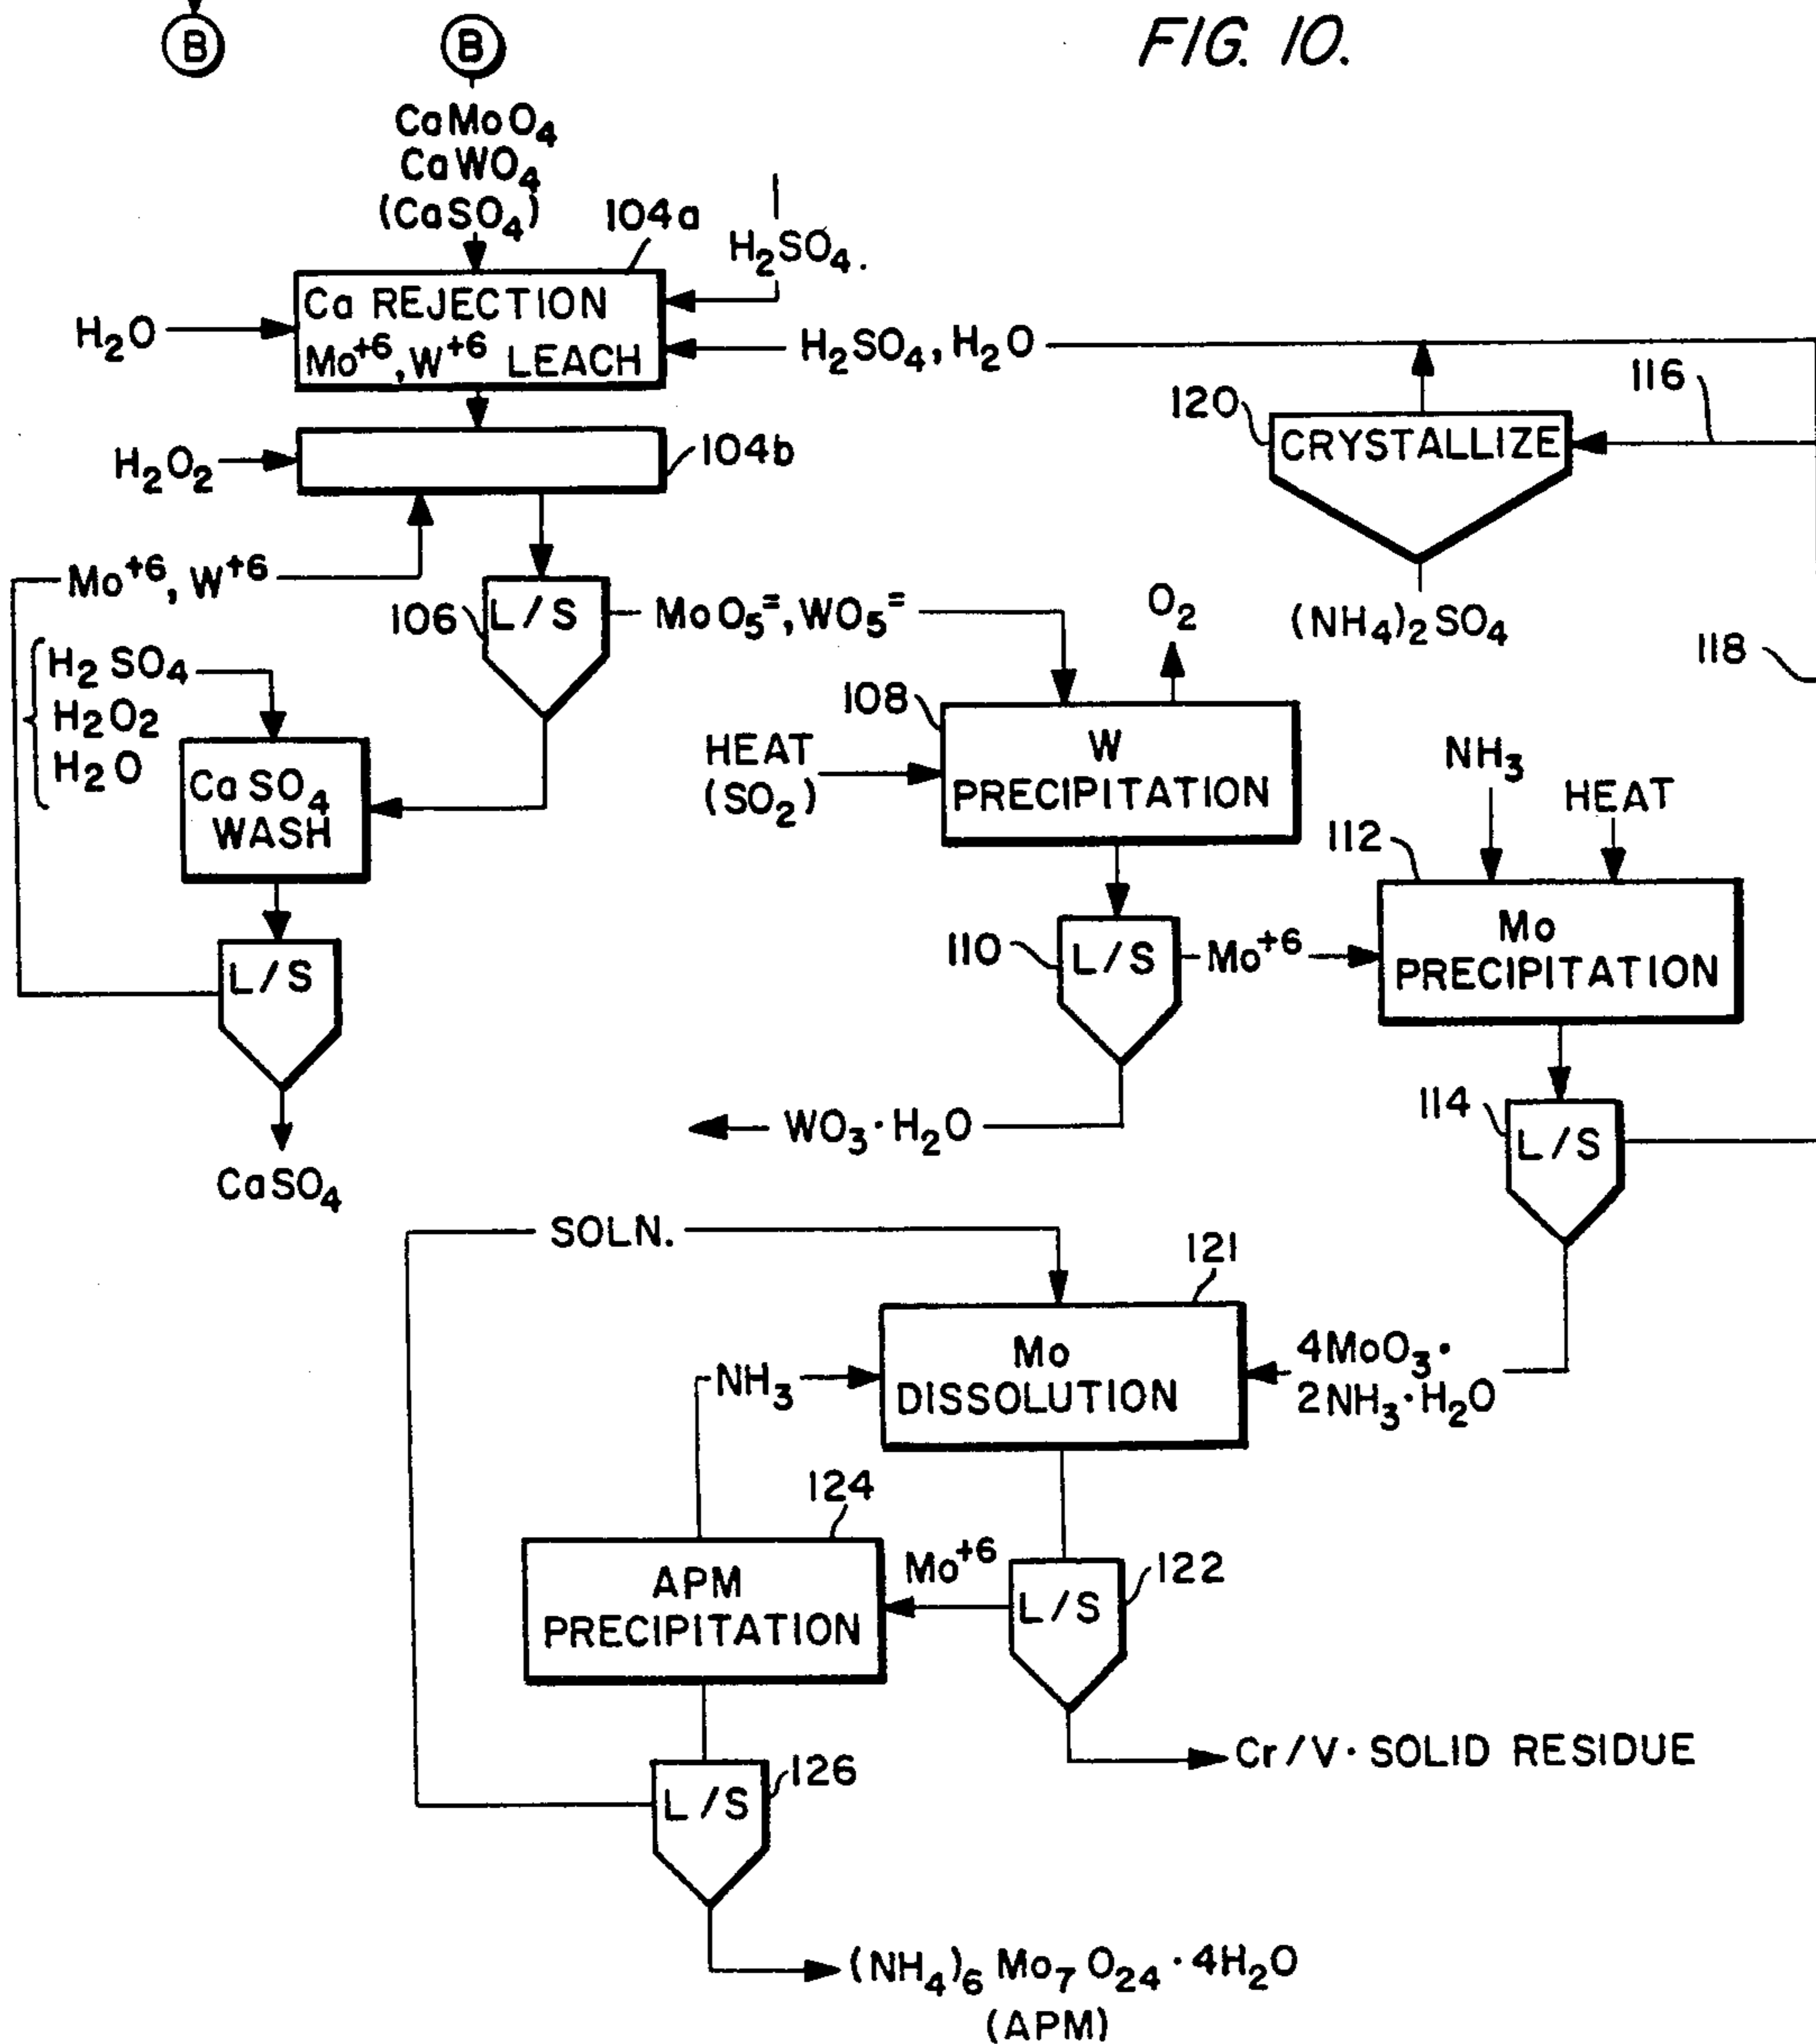 B
B
FIG. 10.
CaMoO₄
CaWO₄
(CaSO₄)
104a
H₂SO₄.
Ca REJECTION
Mo⁺⁶, W⁺⁶ LEACH
H₂O
H₂SO₄, H₂O
116
120
CRYSTALLIZE
H₂O₂
104b
Mo⁺⁶, W⁺⁶
106
L/S
MoO₅⁼, WO₅⁼
O₂
(NH₄)₂SO₄
118
H₂SO₄
H₂O₂
H₂O
CaSO₄
WASH
108
HEAT
(SO₂)
W
PRECIPITATION
NH₃
HEAT
112
Mo
PRECIPITATION
L/S
110
L/S
Mo⁺⁶
114
L/S
WO₃·H₂O
CaSO₄
SOLN.
121
Mo
DISSOLUTION
NH₃
4MoO₃·
2NH₃·H₂O
124
APM
PRECIPITATION
Mo⁺⁶
122
L/S
Cr/V·SOLID RESIDUE
126
L/S
(NH₄)₆ Mo₇ O₂₄ · 4H₂O
(APM)